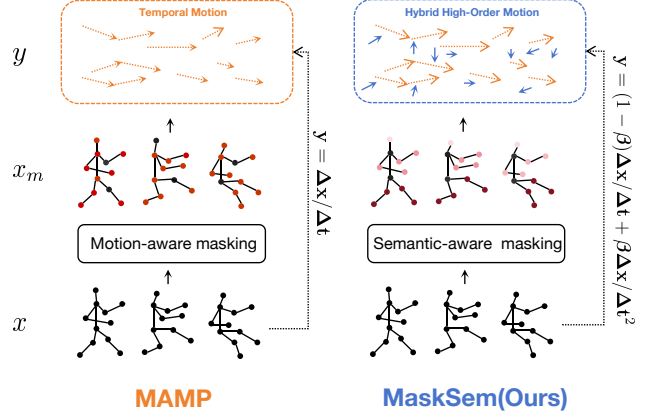 Temporal Motion
Hybrid High-Order Motion
y
y = Δx/Δt
y = (1 − β)Δx/Δt + βΔx/Δt²
x_m
Motion-aware masking
Semantic-aware masking
x
MAMP
MaskSem(Ours)